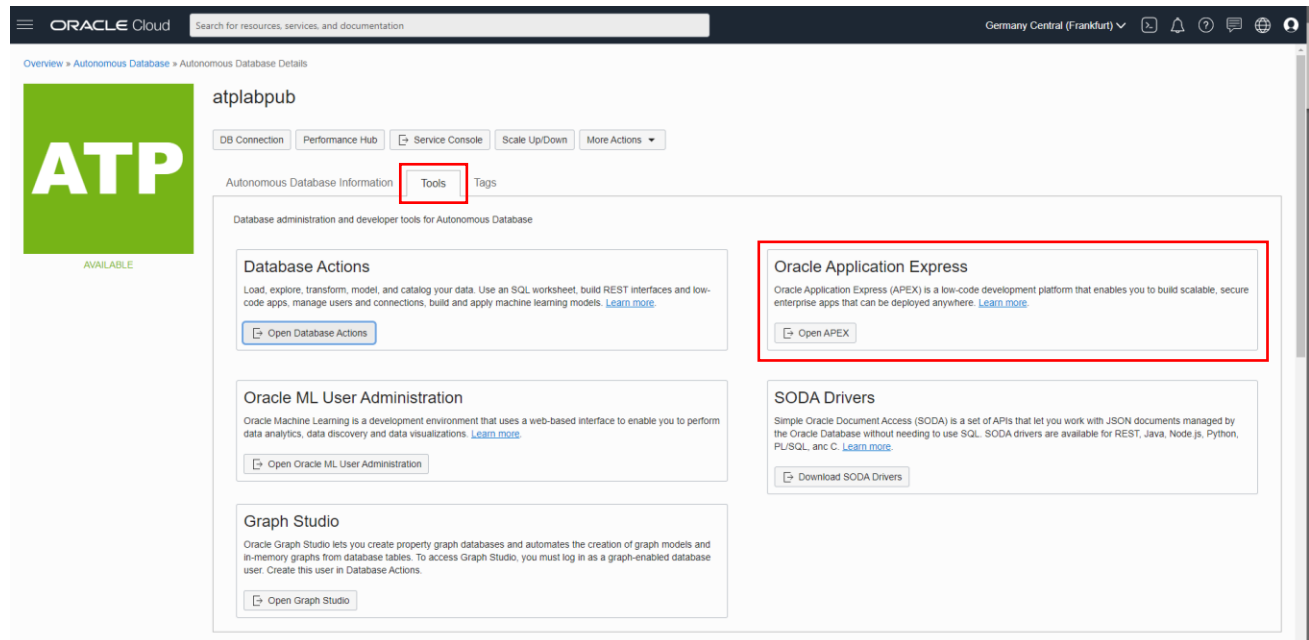 ORACLE Cloud
Search for resources, services, and documentation
Germany Central (Frankfurt)
Overview » Autonomous Database » Autonomous Database Details
ATP
AVAILABLE
atplabpub
DB Connection
Performance Hub
Service Console
Scale Up/Down
More Actions
Autonomous Database Information
Tools
Tags
Database administration and developer tools for Autonomous Database
Database Actions
Load, explore, transform, model, and catalog your data. Use an SQL worksheet, build REST interfaces and low-
code apps, manage users and connections, build and apply machine learning models. Learn more.
Open Database Actions
Oracle Application Express
Oracle Application Express (APEX) is a low-code development platform that enables you to build scalable, secure
enterprise apps that can be deployed anywhere. Learn more.
Open APEX
Oracle ML User Administration
Oracle Machine Learning is a development environment that uses a web-based interface to enable you to perform
data analytics, data discovery and data visualizations. Learn more.
Open Oracle ML User Administration
SODA Drivers
Simple Oracle Document Access (SODA) is a set of APIs that let you work with JSON documents managed by
the Oracle Database without needing to use SQL. SODA drivers are available for REST, Java, Node.js, Python,
PL/SQL, anc C. Learn more.
Download SODA Drivers
Graph Studio
Oracle Graph Studio lets you create property graph databases and automates the creation of graph models and
in-memory graphs from database tables. To access Graph Studio, you must log in as a graph-enabled database
user. Create this user in Database Actions.
Open Graph Studio